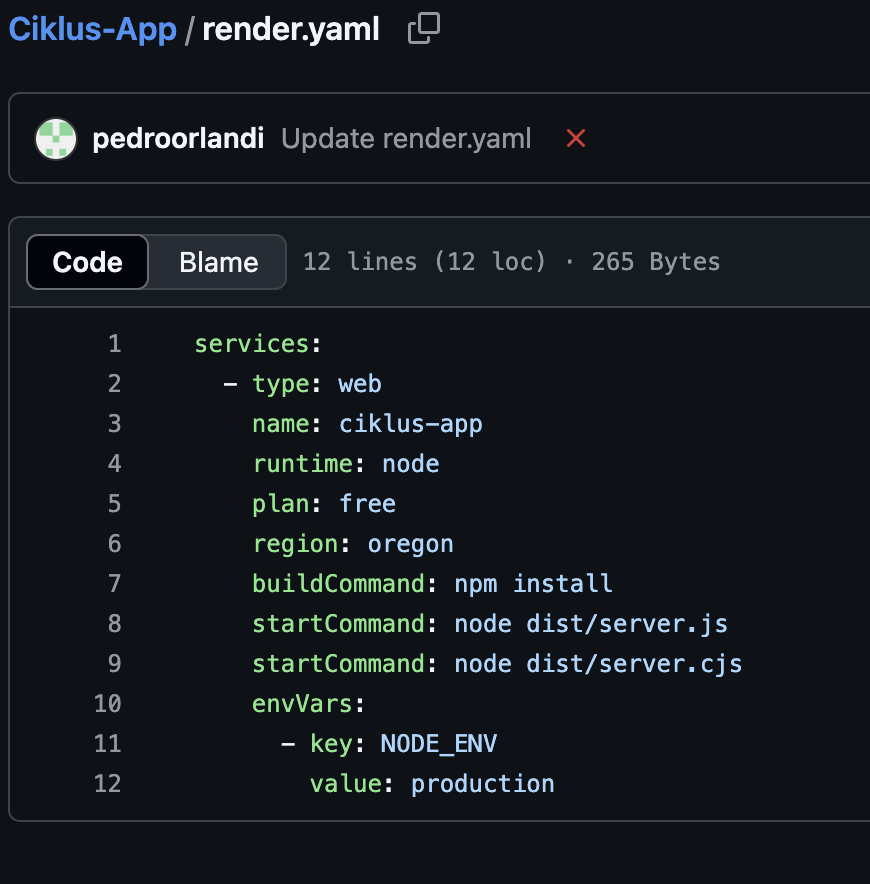 Ciklus-App / render.yaml
pedroorlandi Update render.yaml
Code Blame 12 lines (12 loc) · 265 Bytes
1 services:
2   - type: web
3     name: ciklus-app
4     runtime: node
5     plan: free
6     region: oregon
7     buildCommand: npm install
8     startCommand: node dist/server.js
9     startCommand: node dist/server.cjs
10     envVars:
11       - key: NODE_ENV
12         value: production